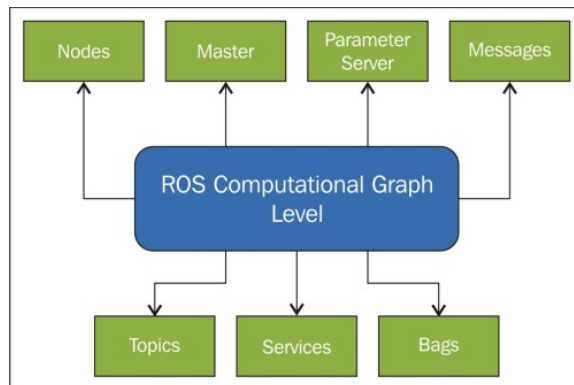 Nodes
Master
Parameter
Server
Messages
ROS Computational Graph
Level
Topics
Services
Bags